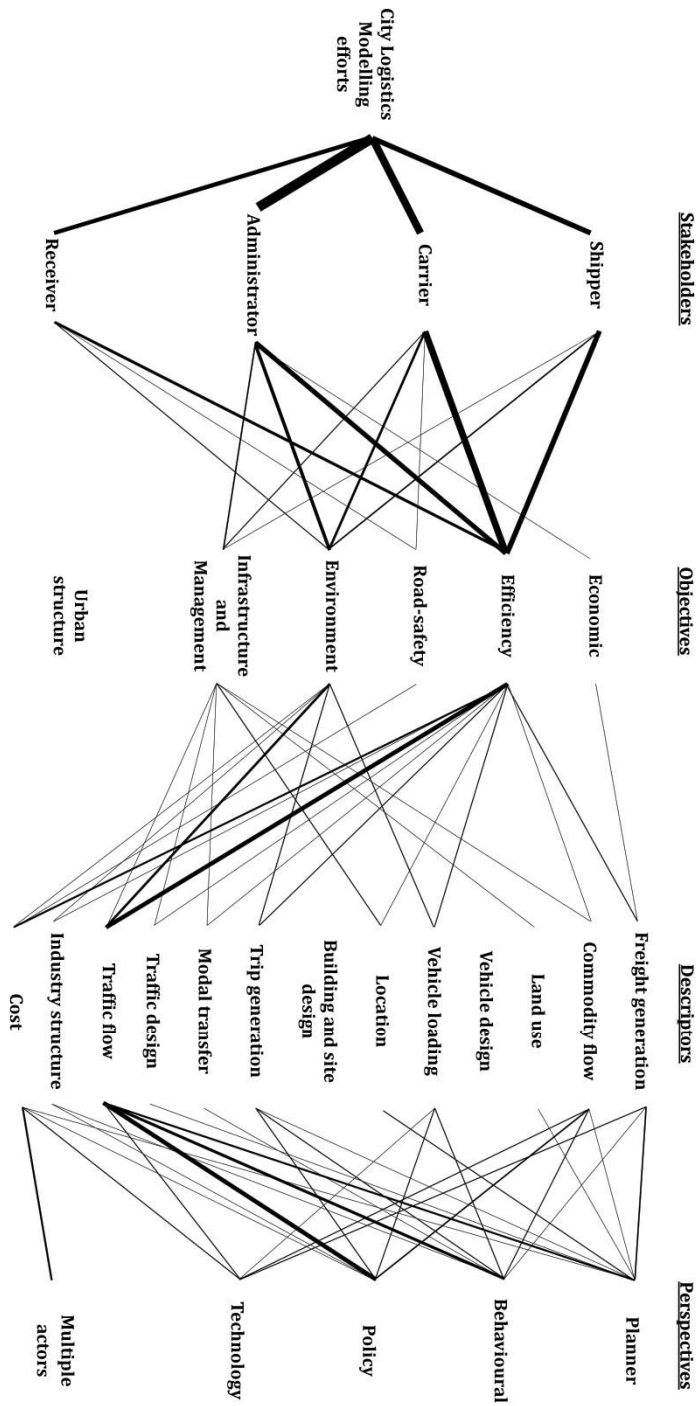 City Logistics
Modelling
efforts
Stakeholders
Shipper
Carrier
Administrator
Receiver
Objectives
Economic
Efficiency
Road-safety
Environment
Infrastructure
and
Management
Urban
structure
Descriptors
Freight generation
Commodity flow
Land use
Vehicle design
Vehicle loading
Location
Building and site
design
Trip generation
Modal transfer
Traffic design
Traffic flow
Industry structure
Cost
Perspectives
Planner
Behavioural
Policy
Technology
Multiple
actors